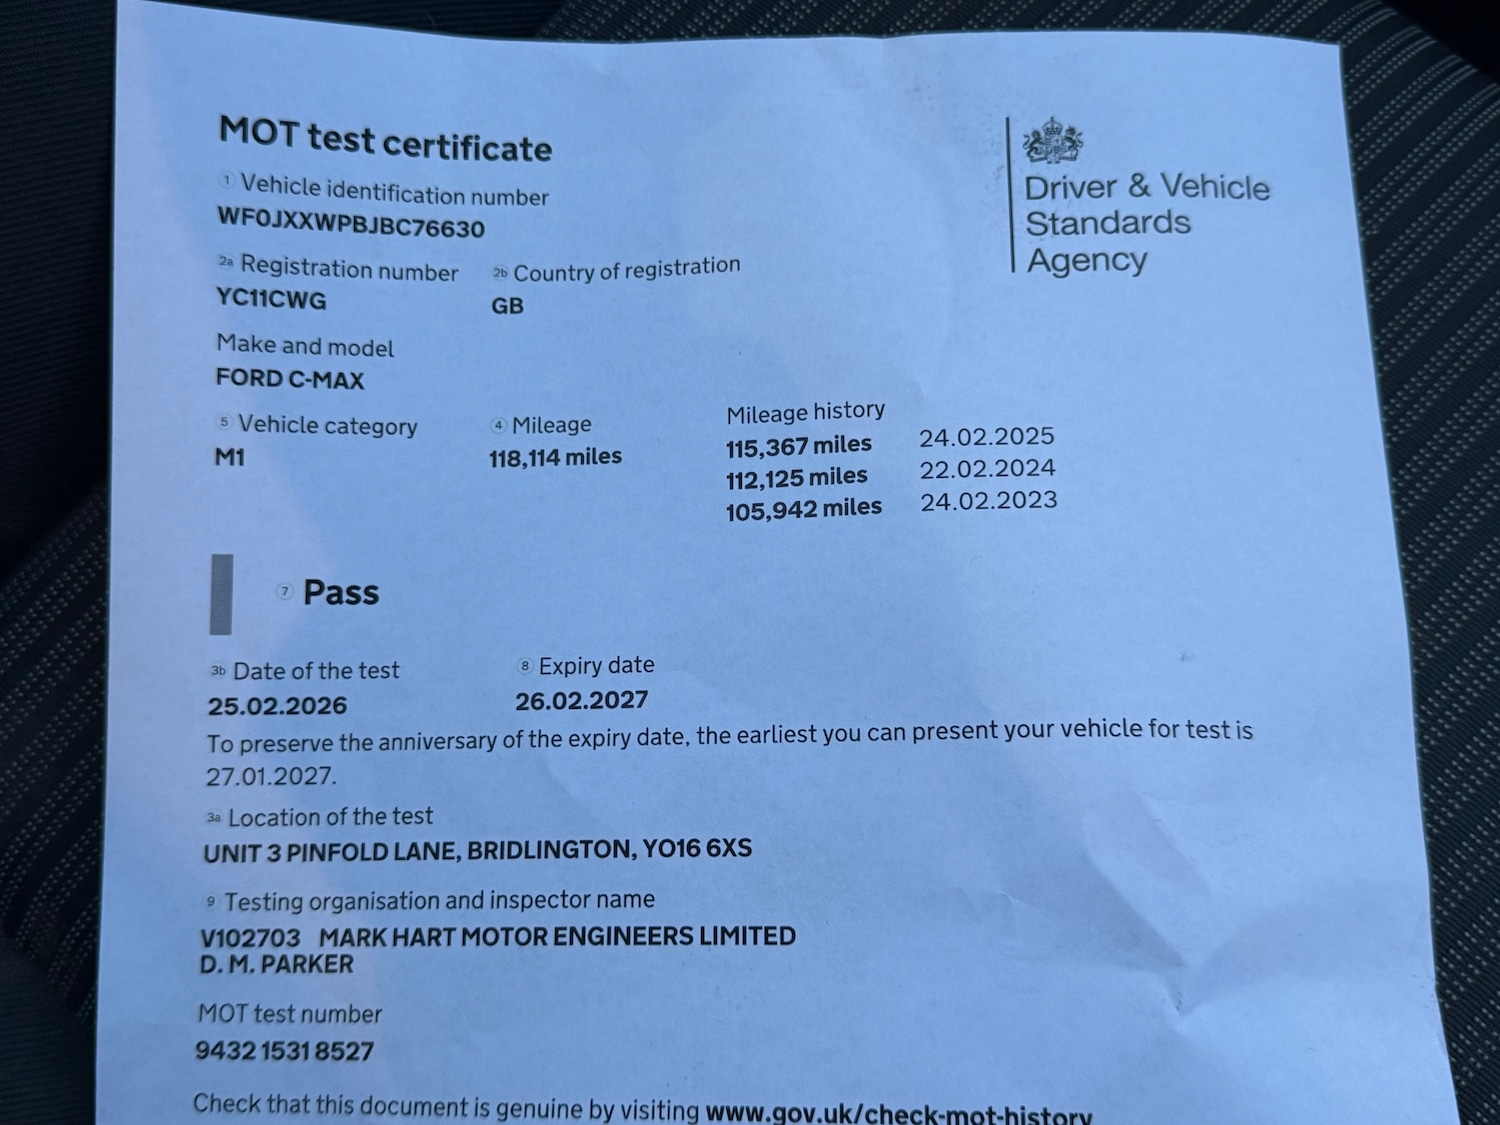 MOT test certificate
1 Vehicle identification number
WF0JXXWPBJBC76630
2a Registration number 2b Country of registration
YC11CWG GB
Make and model
FORD C-MAX
5 Vehicle category 4 Mileage Mileage history
M1 118,114 miles 115,367 miles 24.02.2025
112,125 miles 22.02.2024
105,942 miles 24.02.2023
Driver & Vehicle
Standards
Agency
7 Pass
3b Date of the test 8 Expiry date
25.02.2026 26.02.2027
To preserve the anniversary of the expiry date, the earliest you can present your vehicle for test is
27.01.2027.
3a Location of the test
UNIT 3 PINFOLD LANE, BRIDLINGTON, YO16 6XS
9 Testing organisation and inspector name
V102703 MARK HART MOTOR ENGINEERS LIMITED
D. M. PARKER
MOT test number
9432 1531 8527
Check that this document is genuine by visiting www.gov.uk/check-mot-history